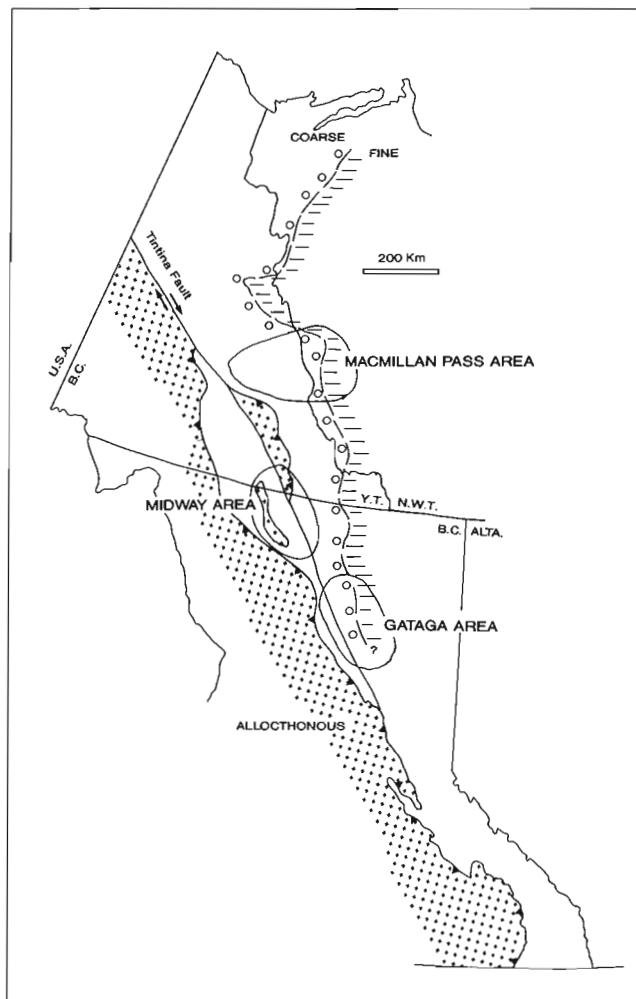 COARSE
FINE
200 Km
Tintina Fault
U.S.A.
B.C.
MACMILLAN PASS AREA
MIDWAY AREA
Y.T. N.W.T.
B.C. ALTA.
GATAGA AREA
?
ALLOCTHONOUS